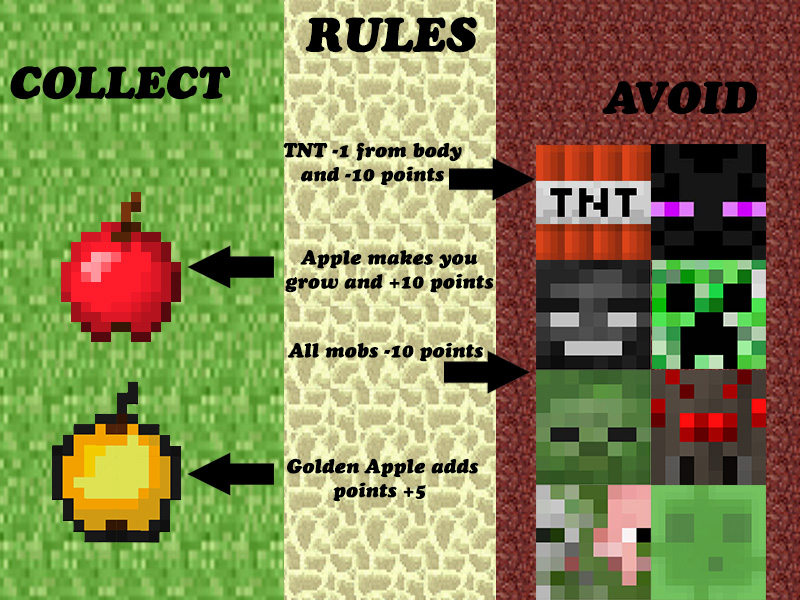 RULES
COLLECT
AVOID
TNT -1 from body
and -10 points
TNT
Apple makes you
grow and +10 points
All mobs -10 points
Golden Apple adds
points +5